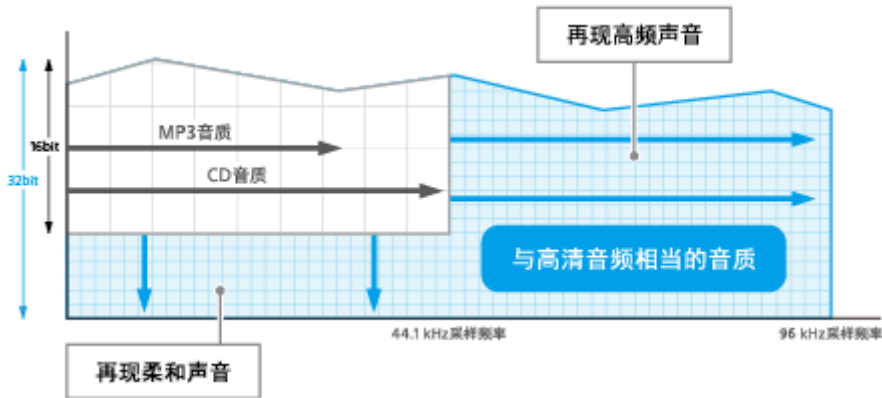 再现高频声音
MP3音质
16bit
CD音质
32bit
与高清音频相当的音质
44.1 kHz采样频率
96 kHz采样频率
再现柔和声音